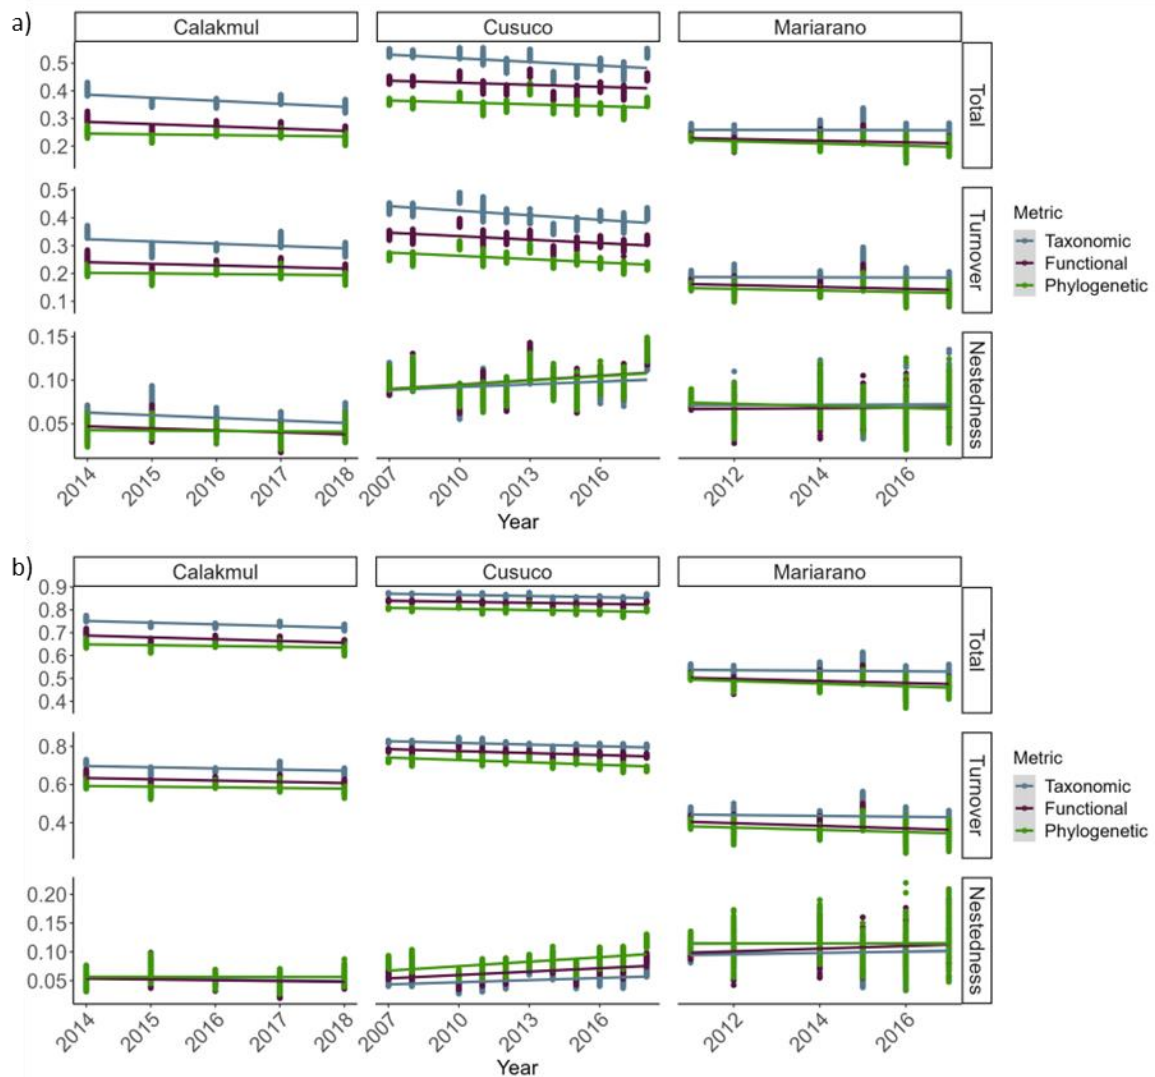 a)
Calakmul Cusuco Mariarano
0.5
0.4
0.3
0.2
Total
0.5
0.4
0.3
0.2
0.1
Turnover
Metric
Taxonomic
Functional
Phylogenetic
0.15
0.10
0.05
Nestedness
2014 2015 2016 2017 2018 2007 2010 2013 2016 2012 2014 2016
Year
b)
Calakmul Cusuco Mariarano
0.9
0.8
0.7
0.6
0.5
0.4
Total
0.8
0.6
0.4
Turnover
Metric
Taxonomic
Functional
Phylogenetic
0.20
0.15
0.10
0.05
Nestedness
2014 2015 2016 2017 2018 2007 2010 2013 2016 2012 2014 2016
Year